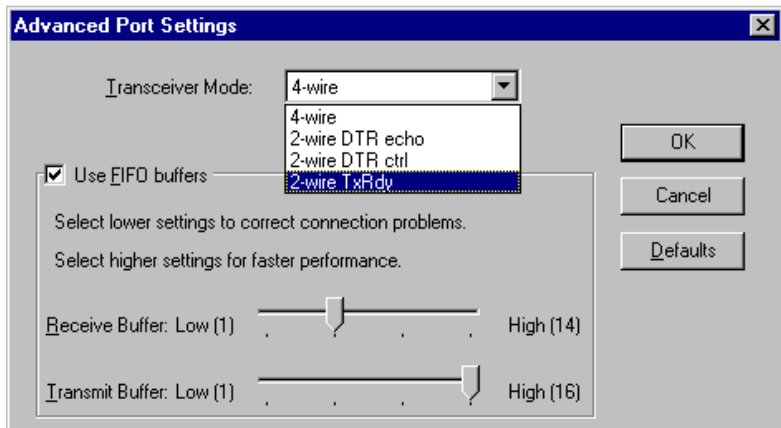 Advanced Port Settings
Transceiver Mode: 4-wire
4-wire
2-wire DTR echo
2-wire DTR ctrl
2-wire TxRdy
OK
Cancel
Defaults
Use FIFO buffers
Select lower settings to correct connection problems.
Select higher settings for faster performance.
Receive Buffer: Low (1) High (14)
Transmit Buffer: Low (1) High (16)